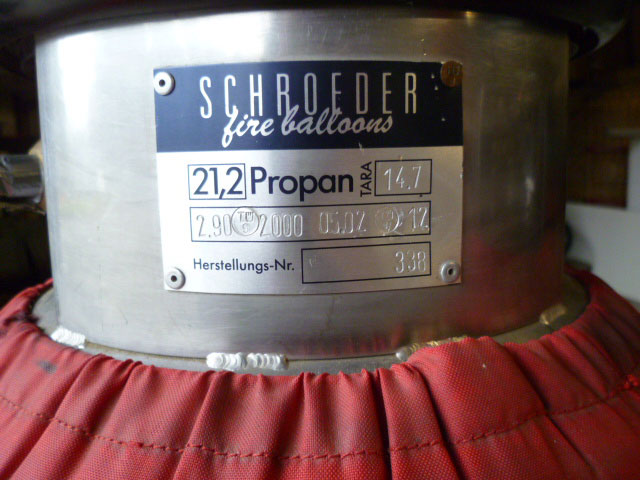 SCHROEDER
fire balloons
21,2 Propan TARA 14.7
2.90 2.000 05.02 12
Herstellungs-Nr. 338